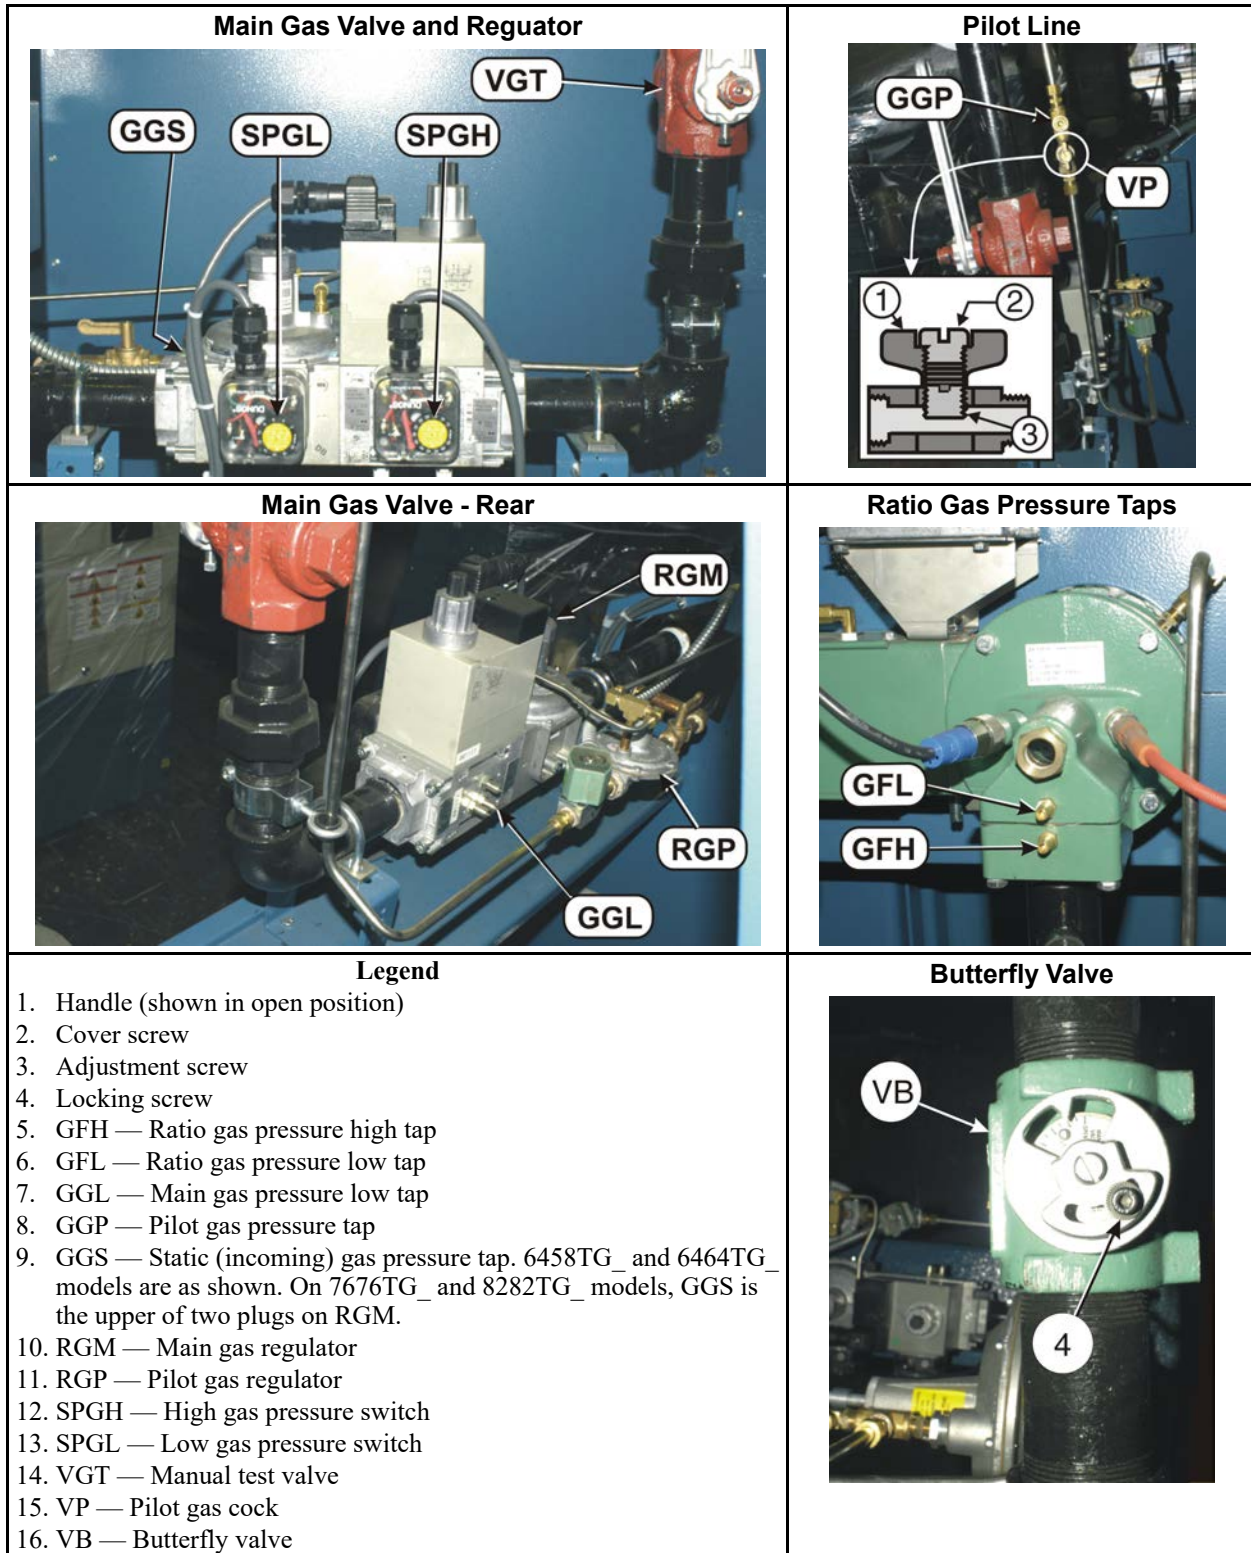 Main Gas Valve and Reguator
VGT
GGS
SPGL
SPGH
Pilot Line
GGP
VP
1
2
3
Main Gas Valve - Rear
RGM
RGP
GGL
Ratio Gas Pressure Taps
GFL
GFH
Legend
1. Handle (shown in open position)
2. Cover screw
3. Adjustment screw
4. Locking screw
5. GFH — Ratio gas pressure high tap
6. GFL — Ratio gas pressure low tap
7. GGL — Main gas pressure low tap
8. GGP — Pilot gas pressure tap
9. GGS — Static (incoming) gas pressure tap. 6458TG_ and 6464TG_
models are as shown. On 7676TG_ and 8282TG_ models, GGS is
the upper of two plugs on RGM.
10. RGM — Main gas regulator
11. RGP — Pilot gas regulator
12. SPGH — High gas pressure switch
13. SPGL — Low gas pressure switch
14. VGT — Manual test valve
15. VP — Pilot gas cock
16. VB — Butterfly valve
Butterfly Valve
VB
4